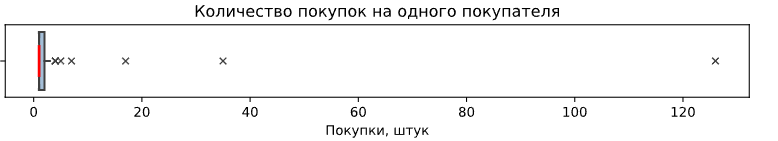 Количество покупок на одного покупателя
0 20 40 60 80 100 120
Покупки, штук